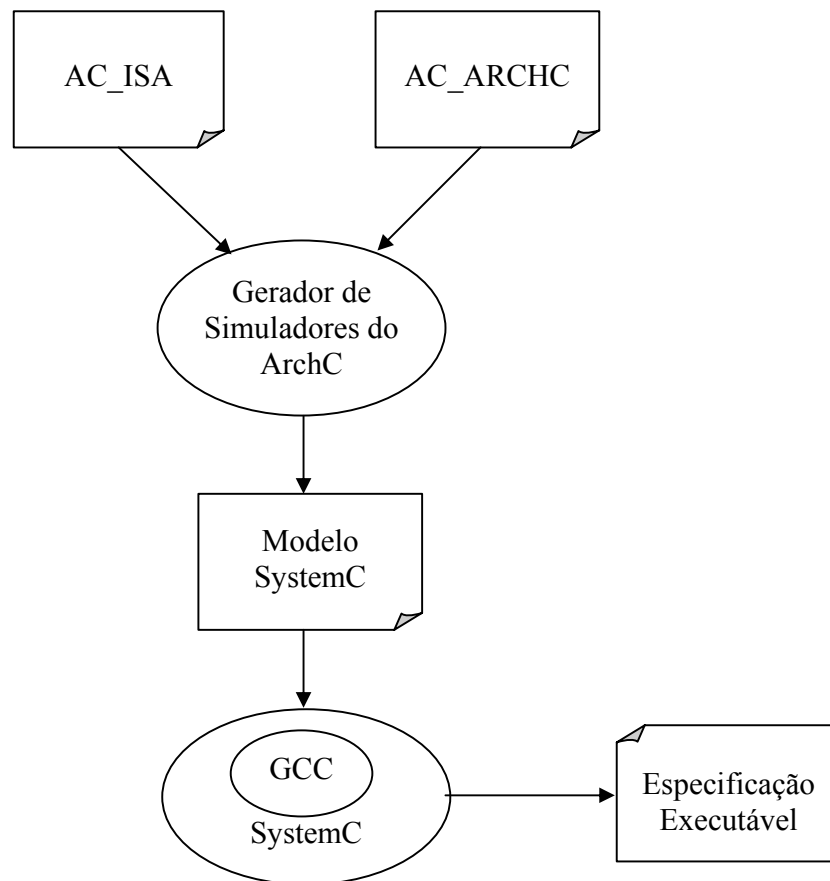 AC_ISA
AC_ARCHC
Gerador de
Simuladores do
ArchC
Modelo
SystemC
GCC
SystemC
Especificação
Executável